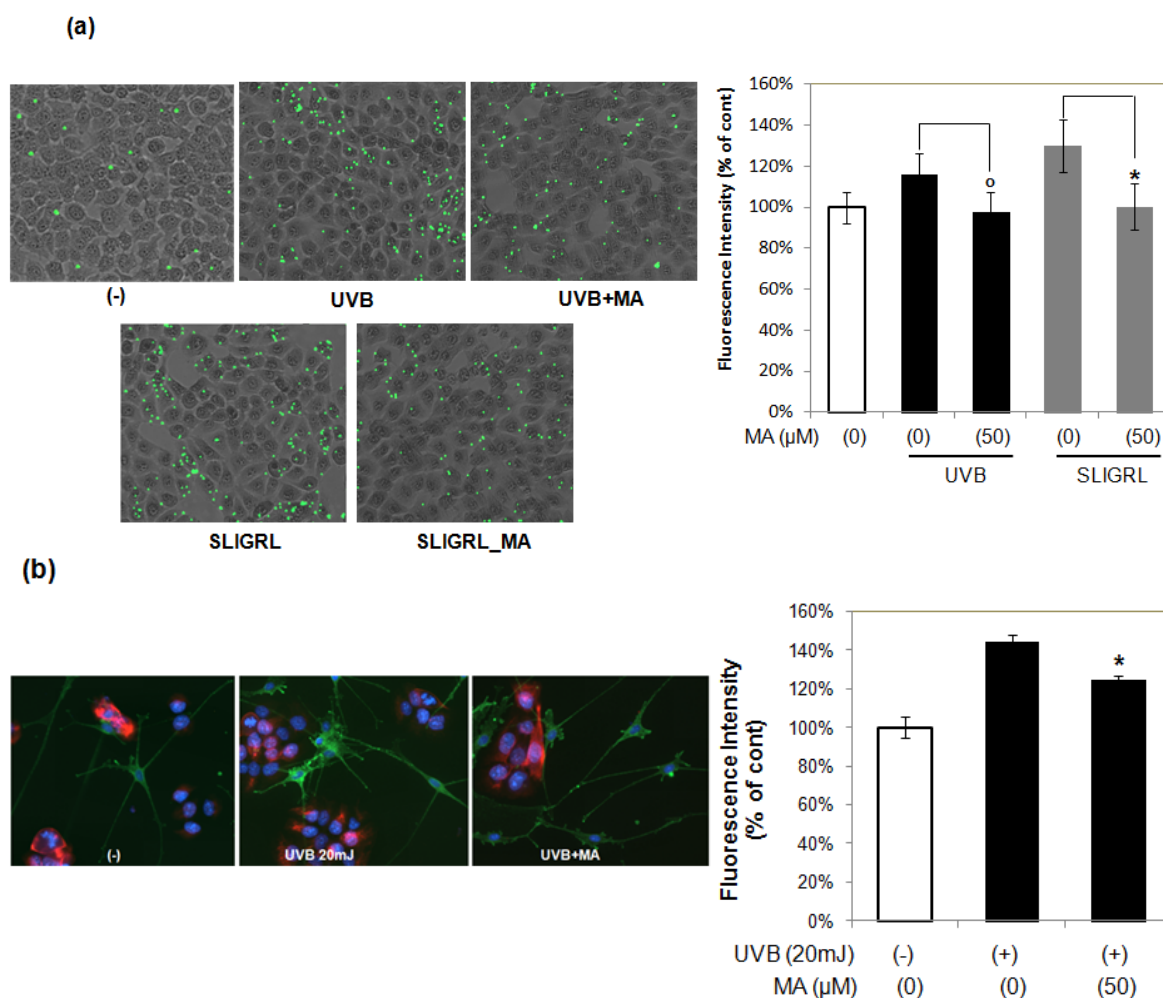 (a)
(-)
UVB
UVB+MA
SLIGRL
SLIGRL_MA
Fluorescence Intensity (% of cont)
160%
140%
120%
100%
80%
60%
40%
20%
0%
MA (µM) (0) (0) (50) (0) (50)
UVB SLIGRL
o
*
(b)
(-)
UVB 20mJ
UVB+MA
Fluorescence Intensity
(% of cont)
160%
140%
120%
100%
80%
60%
40%
20%
0%
*
UVB (20mJ) (-) (+) (+)
MA (µM) (0) (0) (50)